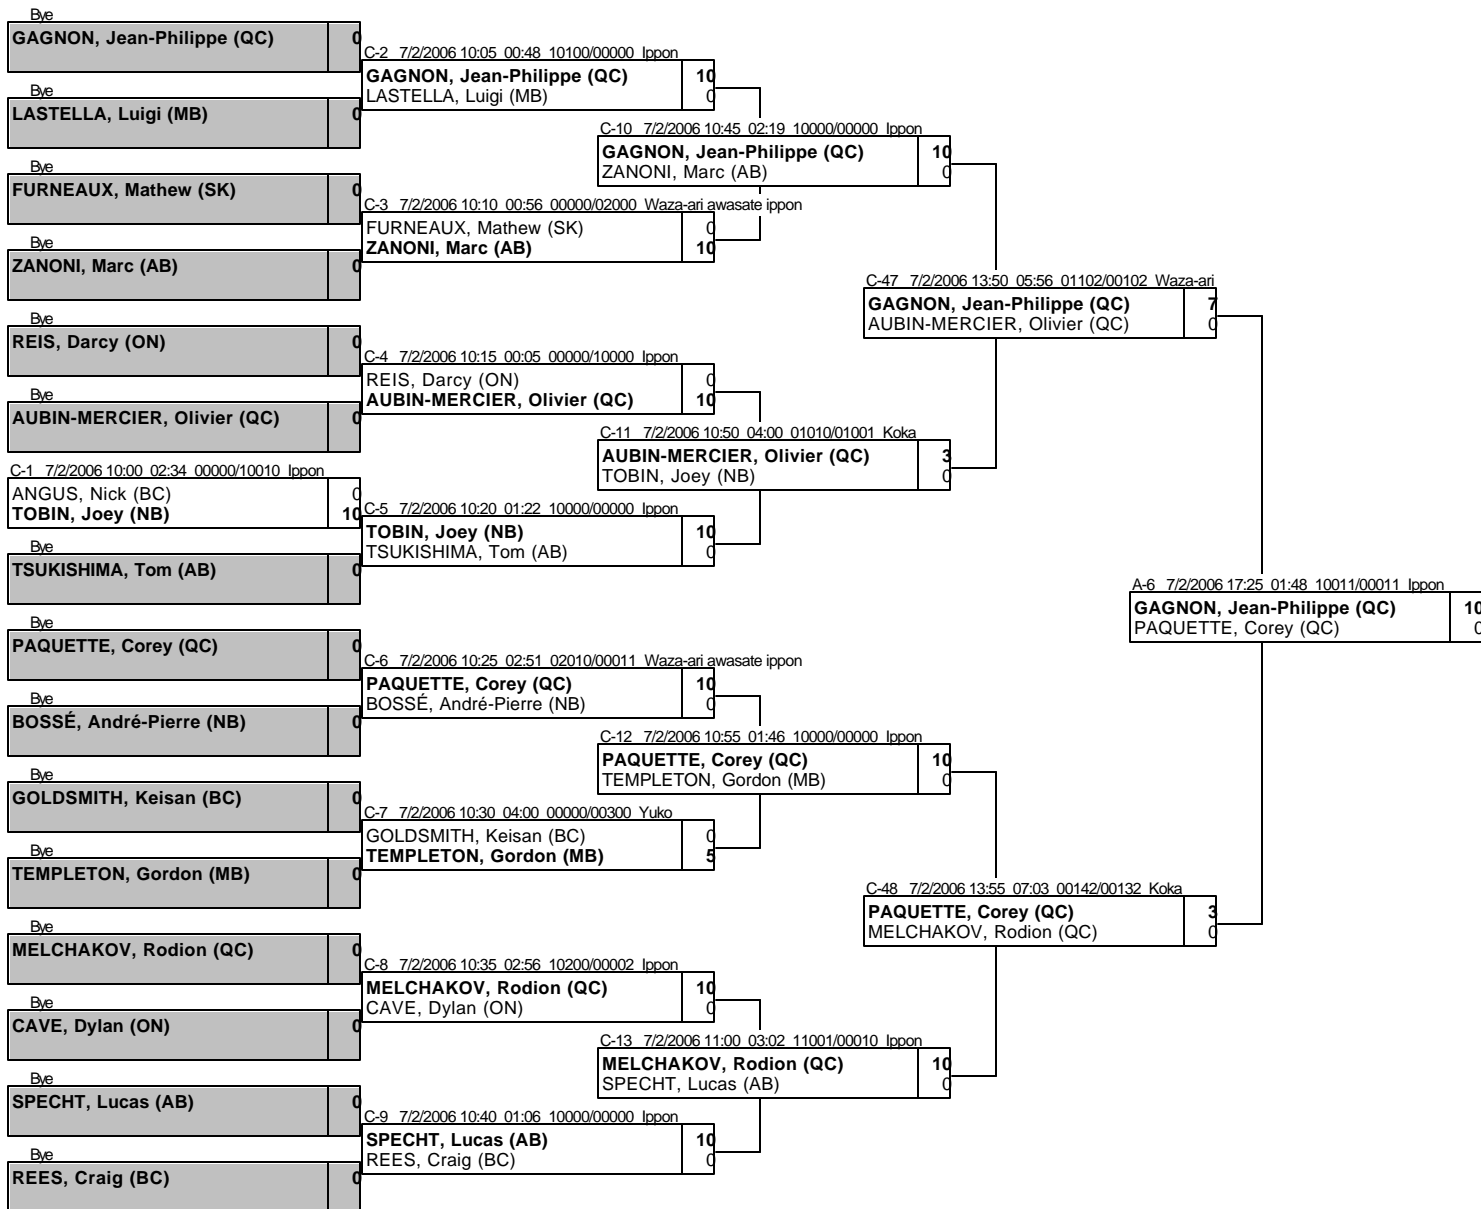 Bye
GAGNON, Jean-Philippe (QC) 0
Bye
LASTELLA, Luigi (MB) 0
Bye
FURNEAUX, Mathew (SK) 0
Bye
ZANONI, Marc (AB) 0
Bye
REIS, Darcy (ON) 0
Bye
AUBIN-MERCIER, Olivier (QC) 0
C-1 7/2/2006 10:00 02:34 00000/10010 Ippon
ANGUS, Nick (BC) 0
TOBIN, Joey (NB) 10
Bye
TSUKISHIMA, Tom (AB) 0
Bye
PAQUETTE, Corey (QC) 0
Bye
BOSSÉ, André-Pierre (NB) 0
Bye
GOLDSMITH, Keisan (BC) 0
Bye
TEMPLETON, Gordon (MB) 0
Bye
MELCHAKOV, Rodion (QC) 0
Bye
CAVE, Dylan (ON) 0
Bye
SPECHT, Lucas (AB) 0
Bye
REES, Craig (BC) 0
C-2 7/2/2006 10:05 00:48 10100/00000 Ippon
GAGNON, Jean-Philippe (QC) 10
LASTELLA, Luigi (MB) 0
C-3 7/2/2006 10:10 00:56 00000/02000 Waza-ari awasate ippon
FURNEAUX, Mathew (SK) 0
ZANONI, Marc (AB) 10
C-4 7/2/2006 10:15 00:05 00000/10000 Ippon
REIS, Darcy (ON) 0
AUBIN-MERCIER, Olivier (QC) 10
C-5 7/2/2006 10:20 01:22 10000/00000 Ippon
TOBIN, Joey (NB) 10
TSUKISHIMA, Tom (AB) 0
C-6 7/2/2006 10:25 02:51 02010/00011 Waza-ari awasate ippon
PAQUETTE, Corey (QC) 10
BOSSÉ, André-Pierre (NB) 0
C-7 7/2/2006 10:30 04:00 00000/00300 Yuko
GOLDSMITH, Keisan (BC) 0
TEMPLETON, Gordon (MB) 5
C-8 7/2/2006 10:35 02:56 10200/00002 Ippon
MELCHAKOV, Rodion (QC) 10
CAVE, Dylan (ON) 0
C-9 7/2/2006 10:40 01:06 10000/00000 Ippon
SPECHT, Lucas (AB) 10
REES, Craig (BC) 0
C-10 7/2/2006 10:45 02:19 10000/00000 Ippon
GAGNON, Jean-Philippe (QC) 10
ZANONI, Marc (AB) 0
C-11 7/2/2006 10:50 04:00 01010/01001 Koka
AUBIN-MERCIER, Olivier (QC) 3
TOBIN, Joey (NB) 0
C-12 7/2/2006 10:55 01:46 10000/00000 Ippon
PAQUETTE, Corey (QC) 10
TEMPLETON, Gordon (MB) 0
C-13 7/2/2006 11:00 03:02 11001/00010 Ippon
MELCHAKOV, Rodion (QC) 10
SPECHT, Lucas (AB) 0
C-47 7/2/2006 13:50 05:56 01102/00102 Waza-ari
GAGNON, Jean-Philippe (QC) 7
AUBIN-MERCIER, Olivier (QC) 0
C-48 7/2/2006 13:55 07:03 00142/00132 Koka
PAQUETTE, Corey (QC) 3
MELCHAKOV, Rodion (QC) 0
A-6 7/2/2006 17:25 01:48 10011/00011 Ippon
GAGNON, Jean-Philippe (QC) 10
PAQUETTE, Corey (QC) 0